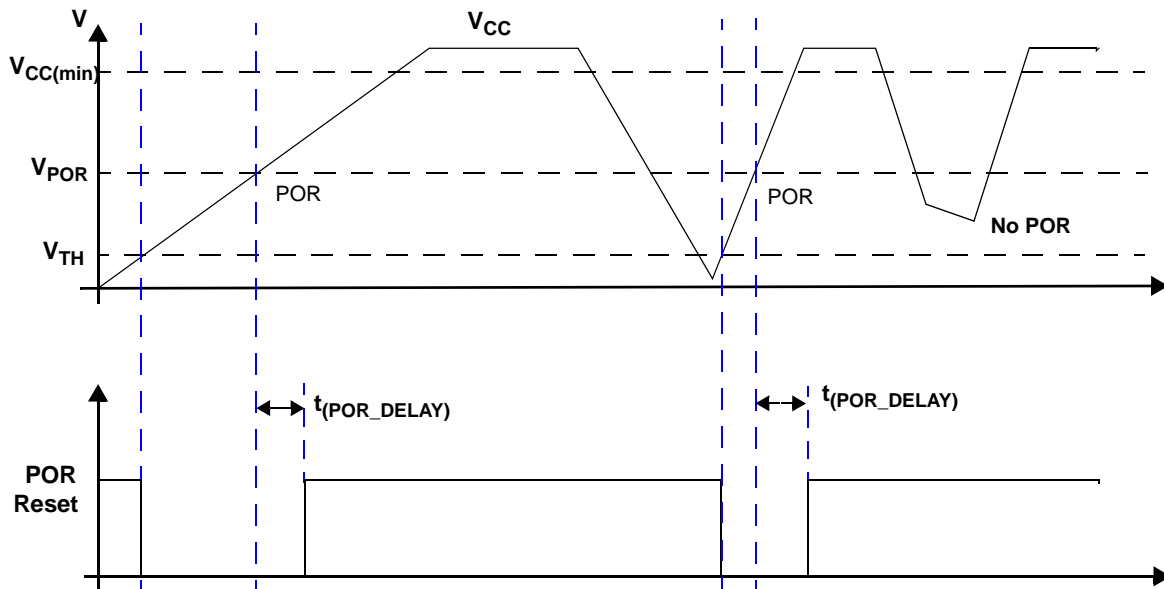 V
VCC
VCC(min)
VPOR
POR
POR
VTH
No POR
t(POR_DELAY)
t(POR_DELAY)
POR
Reset